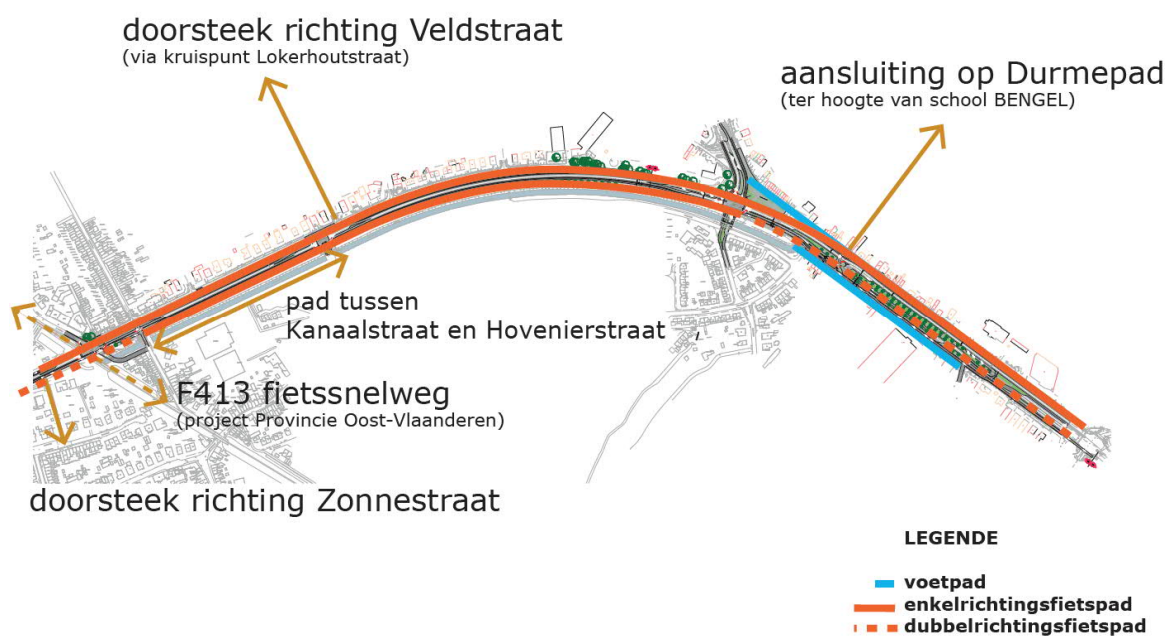 doorsteek richting Veldstraat
(via kruispunt Lokerhoutstraat)
aansluiting op Durmepad
(ter hoogte van school BENGEL)
pad tussen
Kanaalstraat en Hovenierstraat
F413 fietssnelweg
(project Provincie Oost-Vlaanderen)
doorsteek richting Zonnestraat
LEGENDE
voetpad
enkelrichtingsfietspad
dubbelrichtingsfietspad